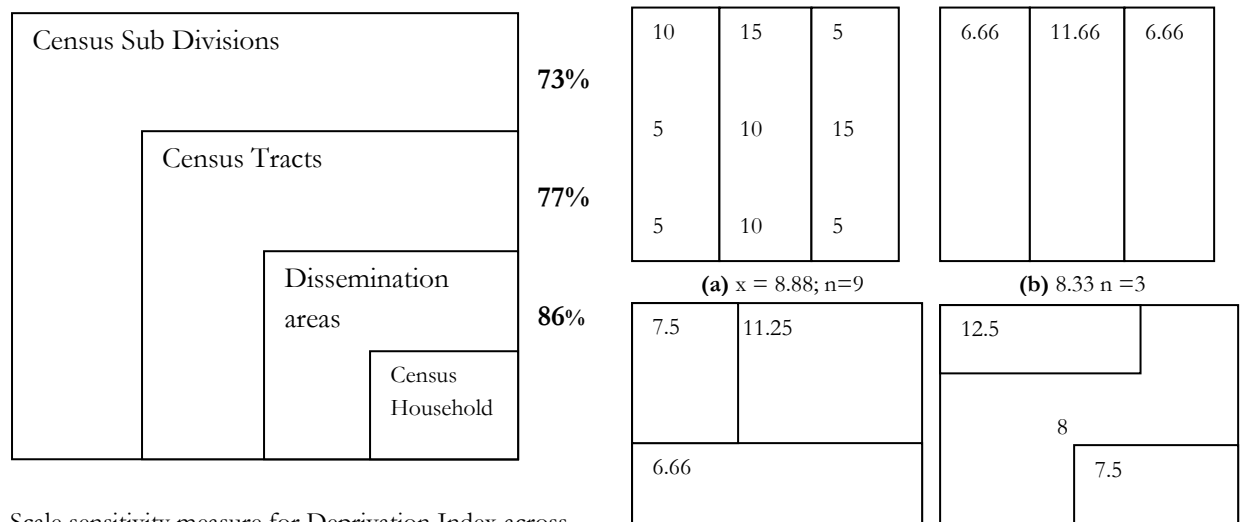 Census Sub Divisions
73%
Census Tracts
77%
Dissemination
areas
86%
Census
Household
10 15 5
5 10 15
5 10 5
(a) x = 8.88; n=9
6.66 11.66 6.66
(b) 8.33 n =3
7.5 11.25
6.66
12.5
8
7.5
Scale sensitivity measure for Deprivation Index across